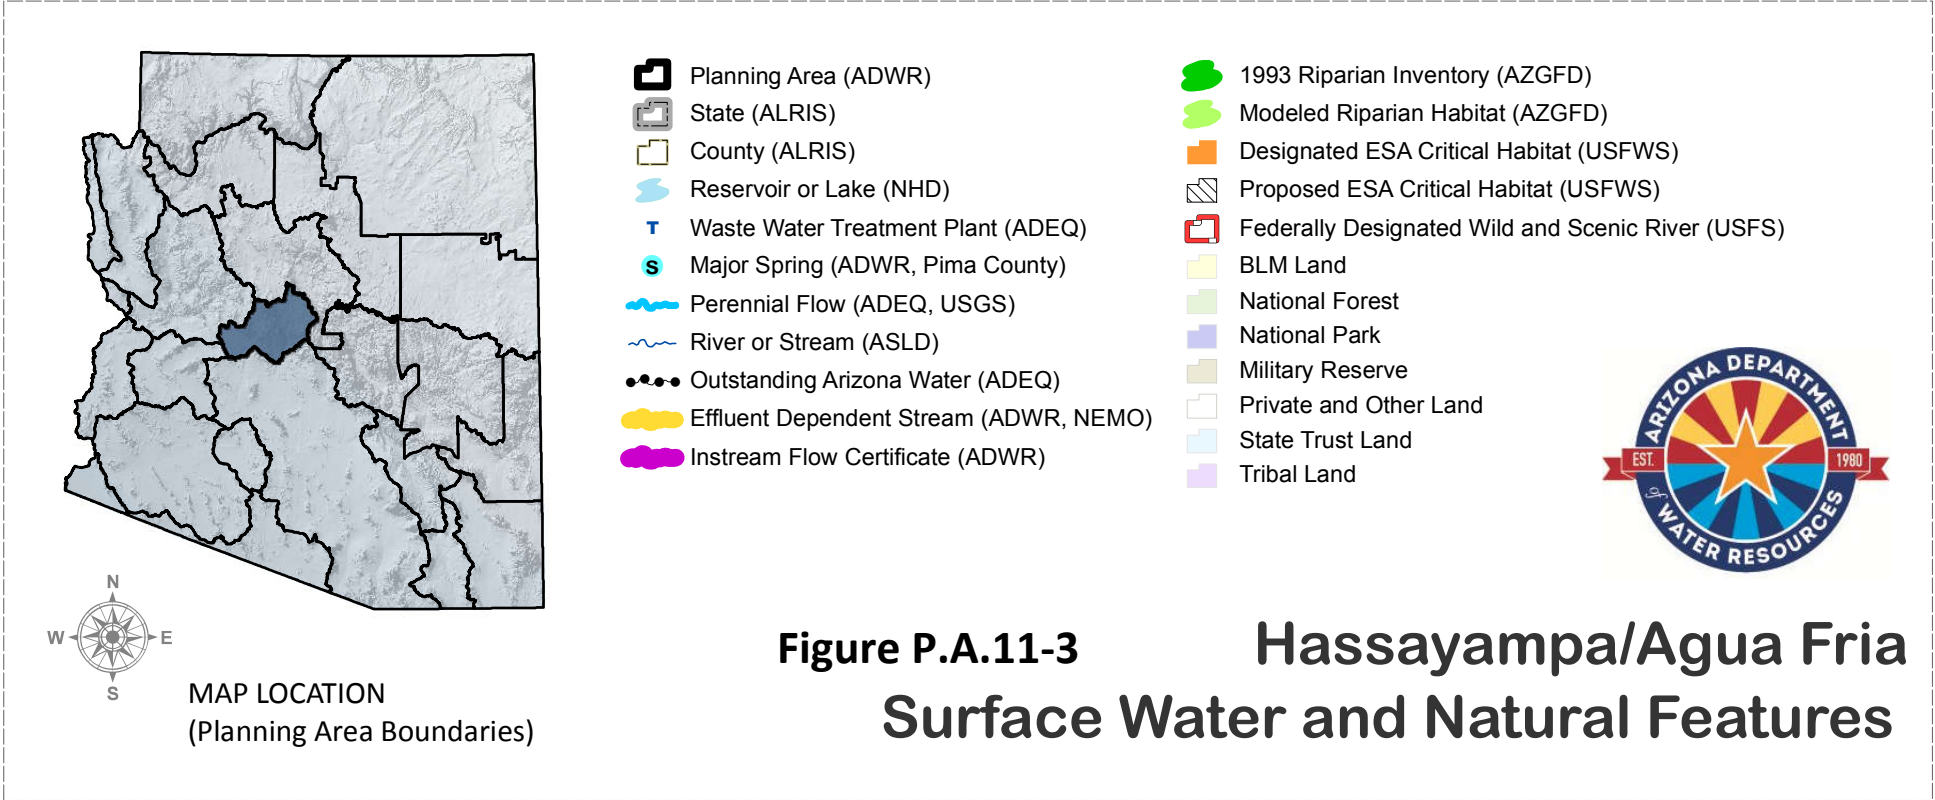 Planning Area (ADWR)
State (ALRIS)
County (ALRIS)
Reservoir or Lake (NHD)
T Waste Water Treatment Plant (ADEQ)
S Major Spring (ADWR, Pima County)
Perennial Flow (ADEQ, USGS)
River or Stream (ASLD)
Outstanding Arizona Water (ADEQ)
Effluent Dependent Stream (ADWR, NEMO)
Instream Flow Certificate (ADWR)
1993 Riparian Inventory (AZGFD)
Modeled Riparian Habitat (AZGFD)
Designated ESA Critical Habitat (USFWS)
Proposed ESA Critical Habitat (USFWS)
Federally Designated Wild and Scenic River (USFS)
BLM Land
National Forest
National Park
Military Reserve
Private and Other Land
State Trust Land
Tribal Land
ARIZONA DEPARTMENT
EST. 1980
of WATER RESOURCES
N
W E
S
MAP LOCATION
(Planning Area Boundaries)
Figure P.A.11-3
Hassayampa/Agua Fria
Surface Water and Natural Features